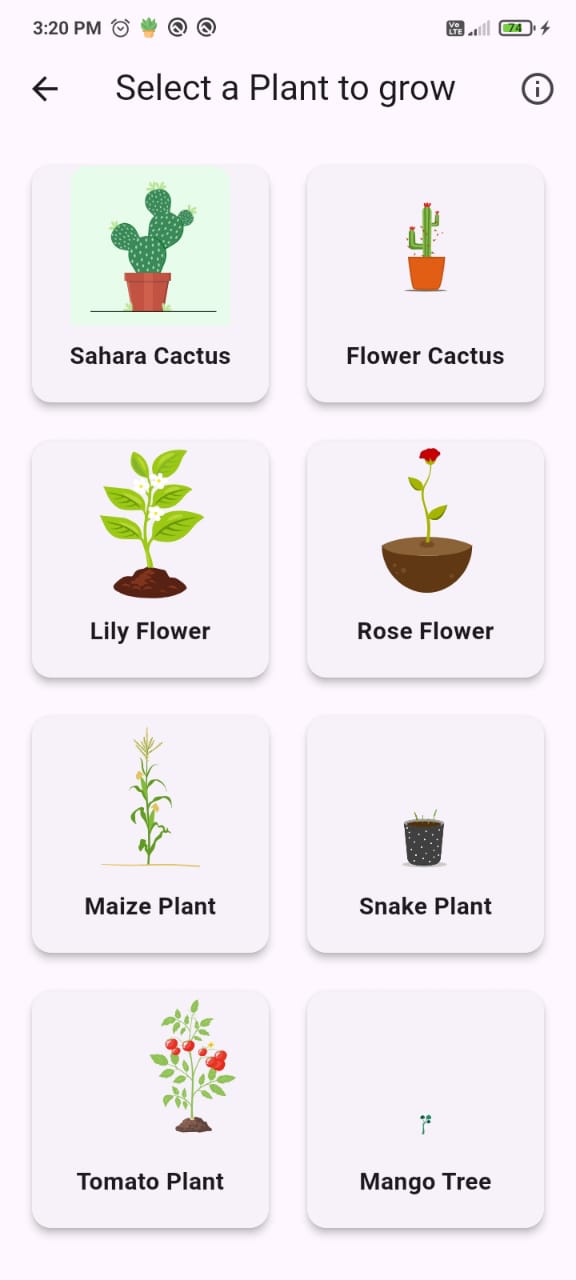 3:20 PM
Vo
LTE
74
Select a Plant to grow
Sahara Cactus
Flower Cactus
Lily Flower
Rose Flower
Maize Plant
Snake Plant
Tomato Plant
Mango Tree